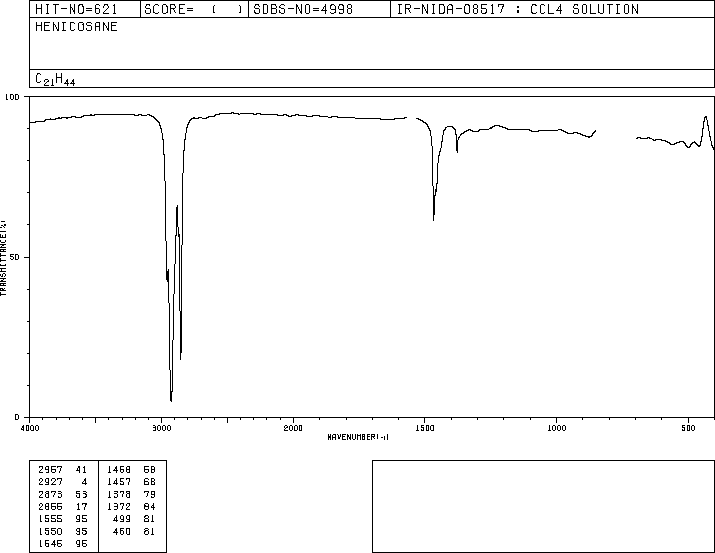 HIT-NO=621 SCORE= ( ) SDBS-NO=4998 IR-NIDA-08517 : CCL4 SOLUTION
HENICOSANE
C21H44
100
50
0
TRANSMITTANCE(%)
4000 3000 2000 1500 1000 500
WAVENUMBER(-1)
2957 41 1468 60
2927 4 1457 68
2873 53 1378 79
2855 17 1372 84
1555 95 499 81
1550 95 460 81
1545 95